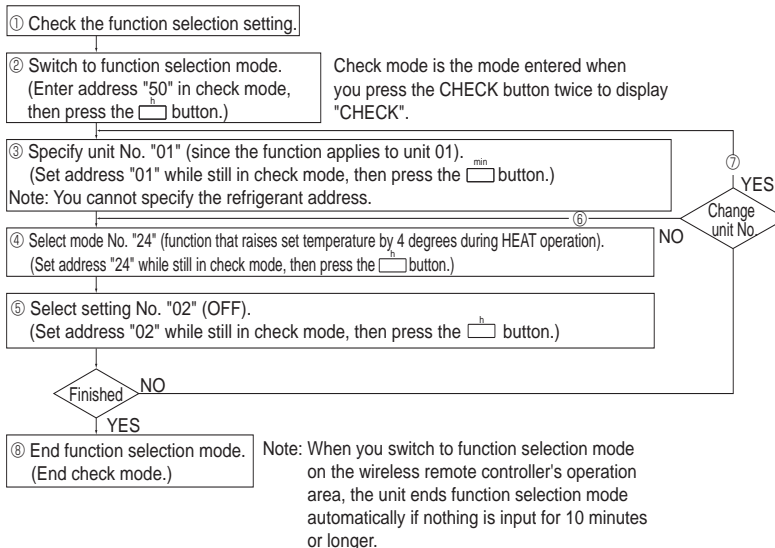 ① Check the function selection setting.
② Switch to function selection mode.
(Enter address "50" in check mode,
then press the h button.)
Check mode is the mode entered when
you press the CHECK button twice to display
"CHECK".
③ Specify unit No. "01" (since the function applies to unit 01).
(Set address "01" while still in check mode, then press the min button.)
Note: You cannot specify the refrigerant address.
⑦
YES
Change
unit No.
⑥
NO
④ Select mode No. "24" (function that raises set temperature by 4 degrees during HEAT operation).
(Set address "24" while still in check mode, then press the h button.)
⑤ Select setting No. "02" (OFF).
(Set address "02" while still in check mode, then press the h button.)
Finished
NO
YES
⑧ End function selection mode.
(End check mode.)
Note: When you switch to function selection mode
on the wireless remote controller's operation
area, the unit ends function selection mode
automatically if nothing is input for 10 minutes
or longer.